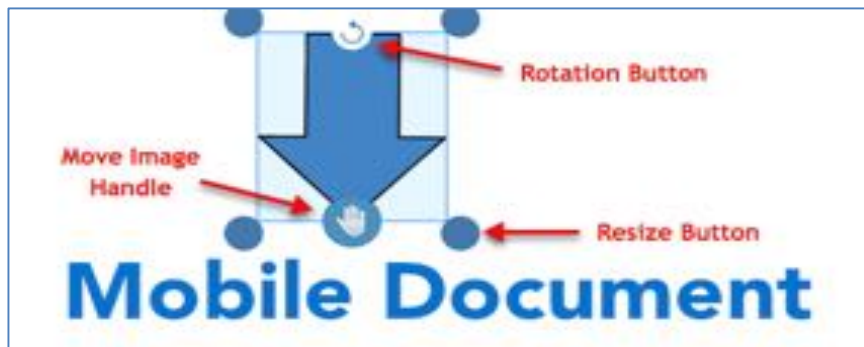 Rotation Button
Move Image
Handle
Resize Button
Mobile Document